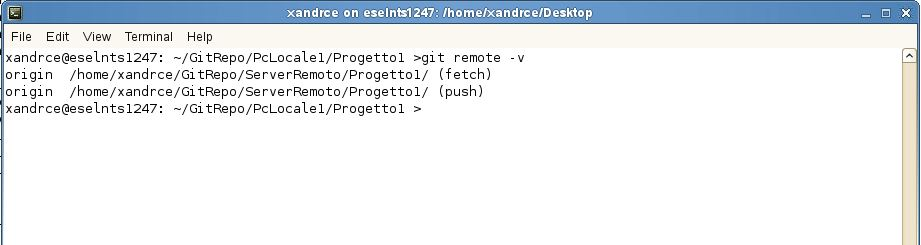 xandrce on eselnts1247: /home/xandrce/Desktop
File Edit View Terminal Help
xandrce@eselnts1247: ~/GitRepo/PcLocale1/Progetto1 >git remote -v
origin  /home/xandrce/GitRepo/ServerRemoto/Progetto1/ (fetch)
origin  /home/xandrce/GitRepo/ServerRemoto/Progetto1/ (push)
xandrce@eselnts1247: ~/GitRepo/PcLocale1/Progetto1 >